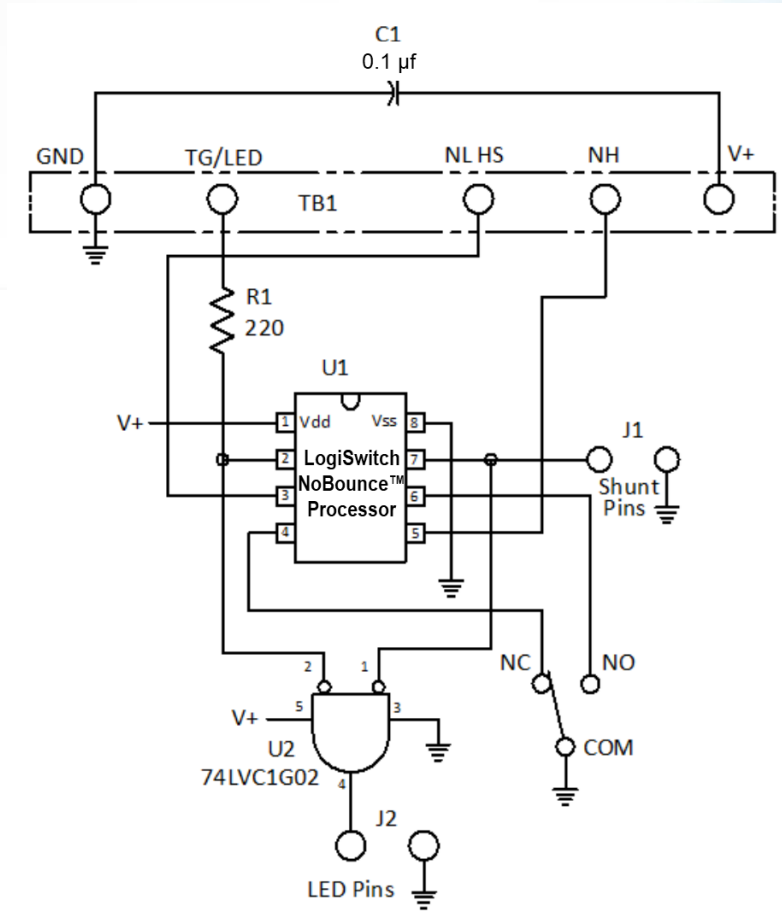 C1
0.1 µf
GND TG/LED NL HS NH V+
TB1
R1
220
U1
V+ 1 Vdd Vss 8
J1
2 LogiSwitch 7
NoBounce™
3 Processor 6
Shunt
Pins
4 5
2 1
NC NO
V+ 5 3
U2
COM
74LVC1G02
4
J2
LED Pins